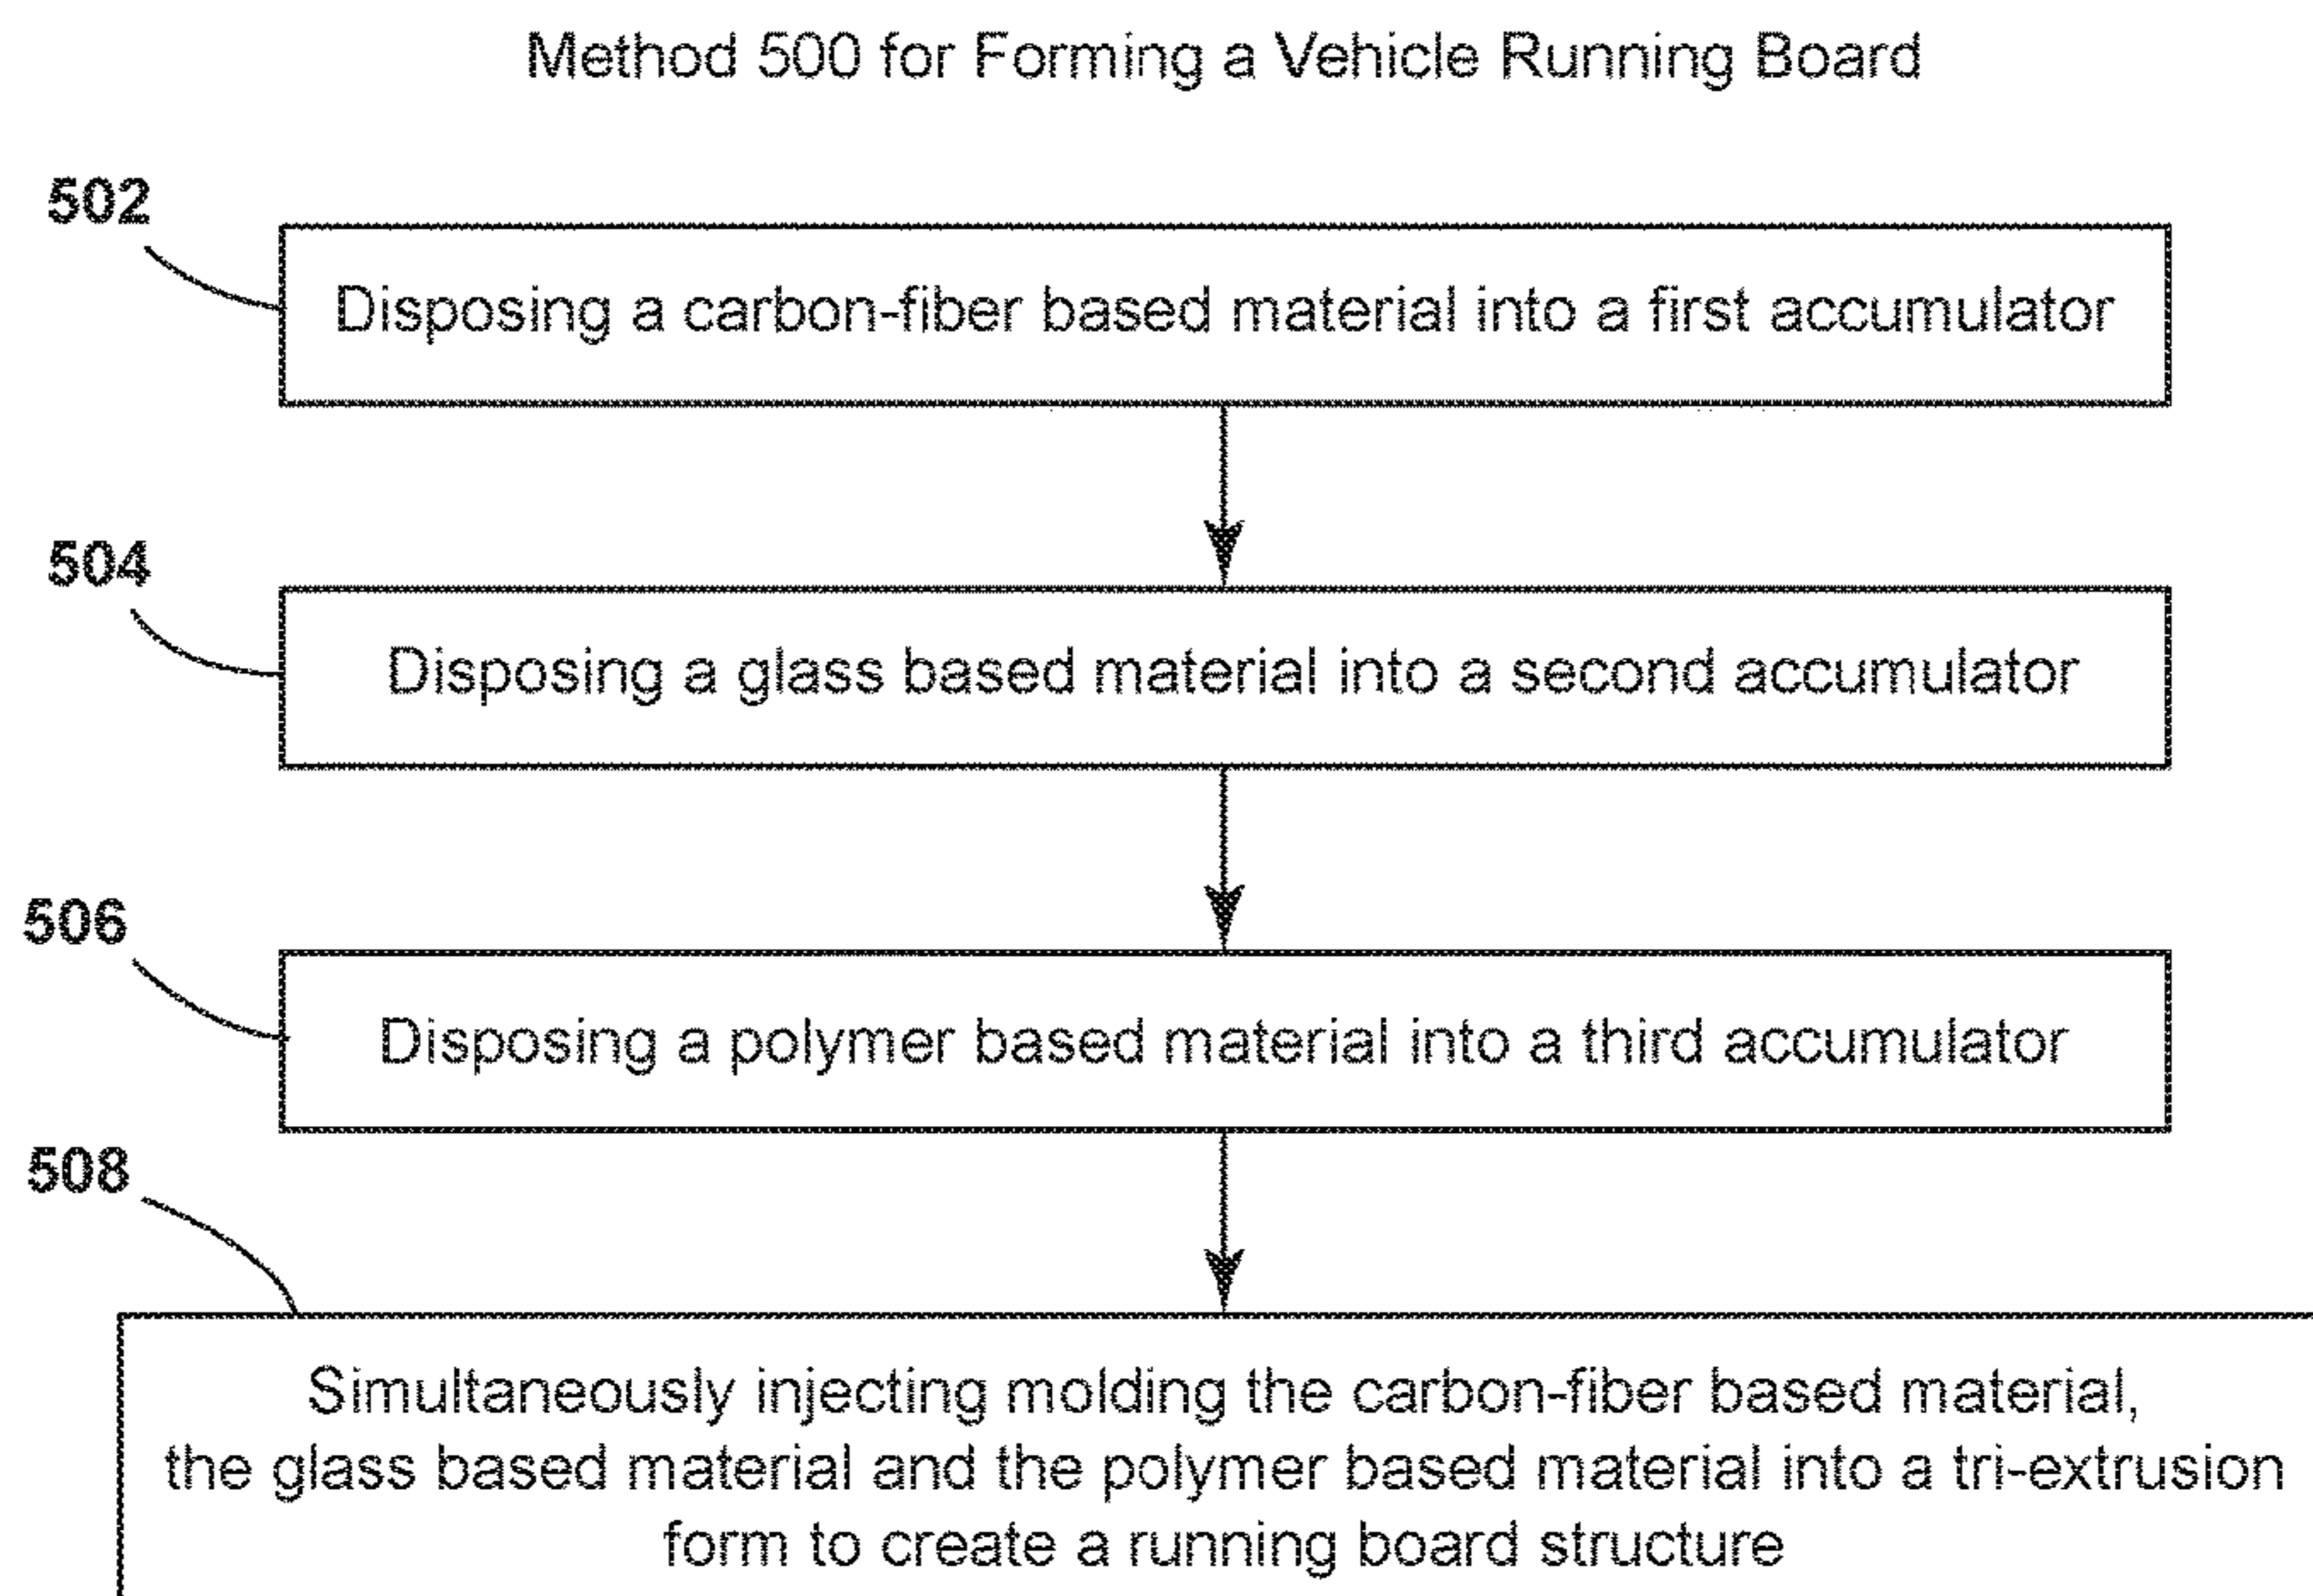 Method 500 for Forming a Vehicle Running Board
502
Disposing a carbon-fiber based material into a first accumulator
504
Disposing a glass based material into a second accumulator
506
Disposing a polymer based material into a third accumulator
508
Simultaneously injecting molding the carbon-fiber based material,
the glass based material and the polymer based material into a tri-extrusion
form to create a running board structure